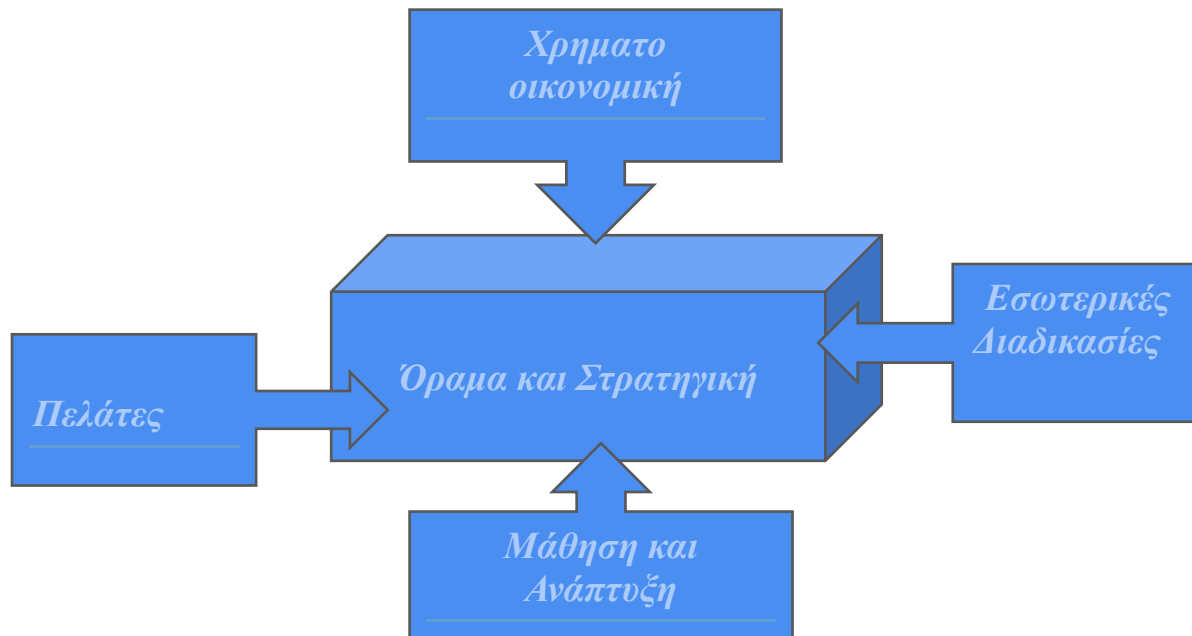 Χρηματο
οικονομική
Εσωτερικές
Διαδικασίες
Όραμα και Στρατηγική
Πελάτες
Μάθηση και
Ανάπτυξη